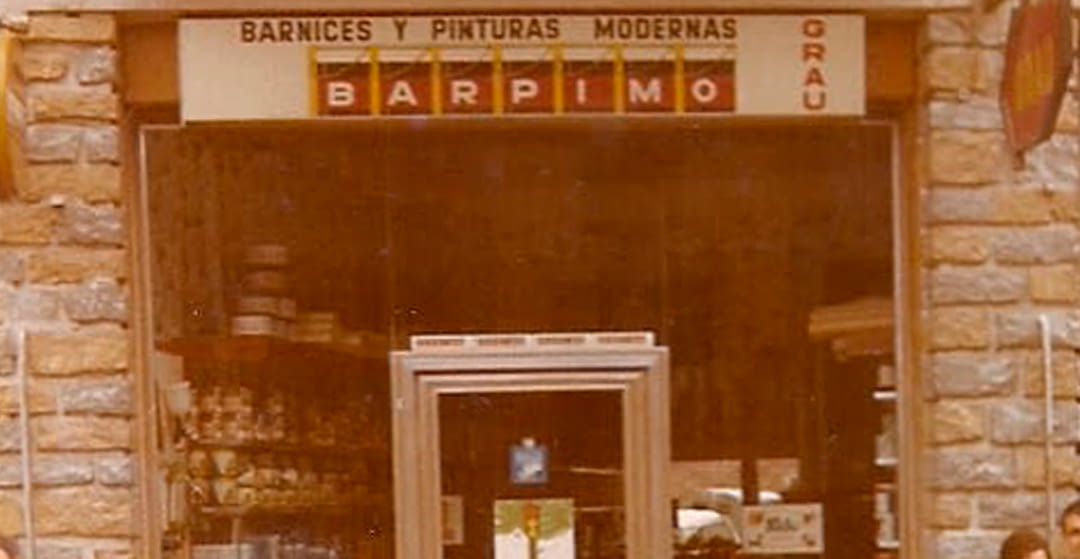 BARNICES Y PINTURAS MODERNAS
BARPIMO
GRAU